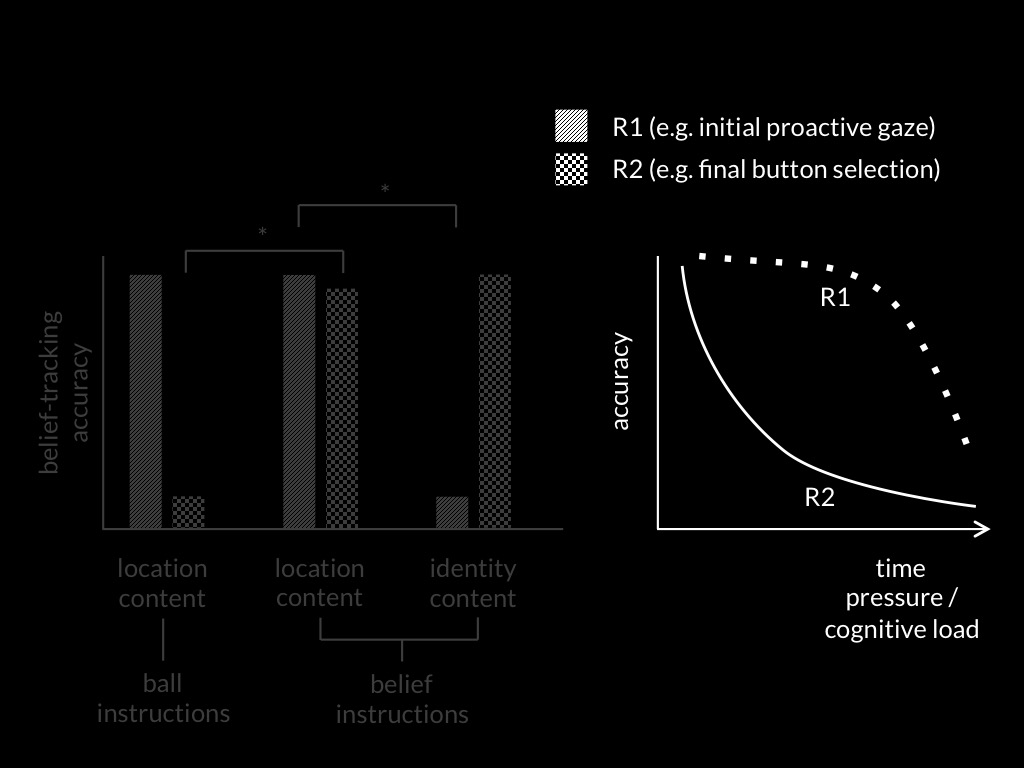 R1 (e.g. initial proactive gaze)
R2 (e.g. final button selection)
*
*
belief-tracking
accuracy
location
content
location
content
identity
content
ball
instructions
belief
instructions
accuracy
R1
R2
time
pressure /
cognitive load